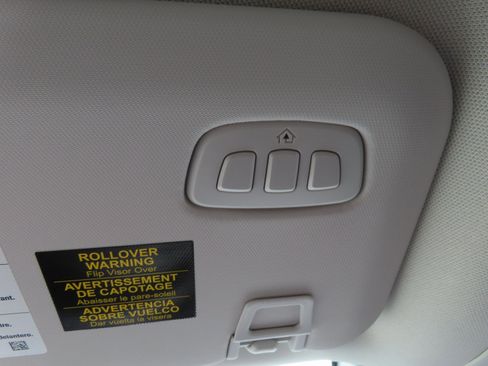 ROLLOVER
WARNING
Flip Visor Over
AVERTISSEMENT
DE CAPOTAGE
Abaisser le pare-soleil
ADVERTENCIA
SOBRE VUELCO
Dar vuelta la visera